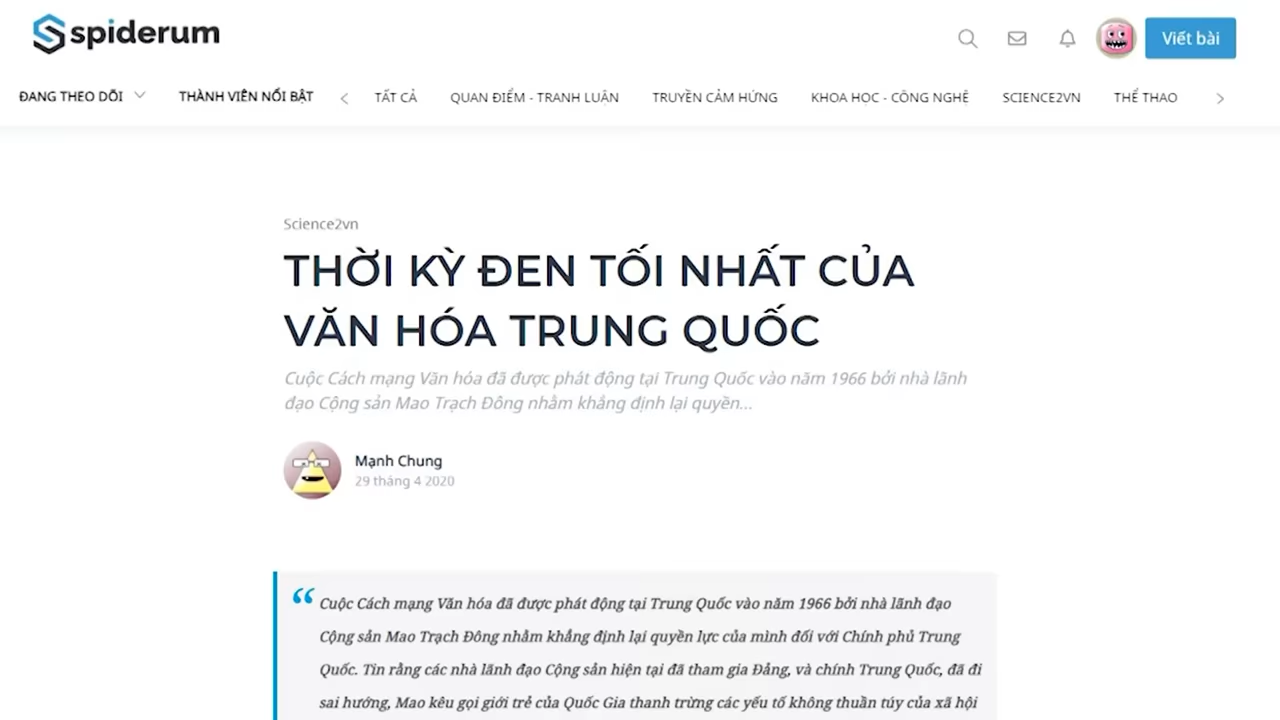 spiderum
Viết bài
ĐANG THEO DÕI THÀNH VIÊN NỔI BẬT TẤT CẢ QUAN ĐIỂM - TRANH LUẬN TRUYỀN CẢM HỨNG KHOA HỌC - CÔNG NGHỆ SCIENCE2VN THỂ THAO
Science2vn
THỜI KỲ ĐEN TỐI NHẤT CỦA
VĂN HÓA TRUNG QUỐC
Cuộc Cách mạng Văn hóa đã được phát động tại Trung Quốc vào năm 1966 bởi nhà lãnh
đạo Cộng sản Mao Trạch Đông nhằm khẳng định lại quyền...
Mạnh Chung
29 tháng 4 2020
“ Cuộc Cách mạng Văn hóa đã được phát động tại Trung Quốc vào năm 1966 bởi nhà lãnh đạo
Cộng sản Mao Trạch Đông nhằm khẳng định lại quyền lực của mình đối với Chính phủ Trung
Quốc. Tin rằng các nhà lãnh đạo Cộng sản hiện tại đã tham gia Đảng, và chính Trung Quốc, đã đi
sai hướng, Mao kêu gọi giới trẻ của Quốc Gia thanh trừng các yếu tố không thuần túy của xã hội